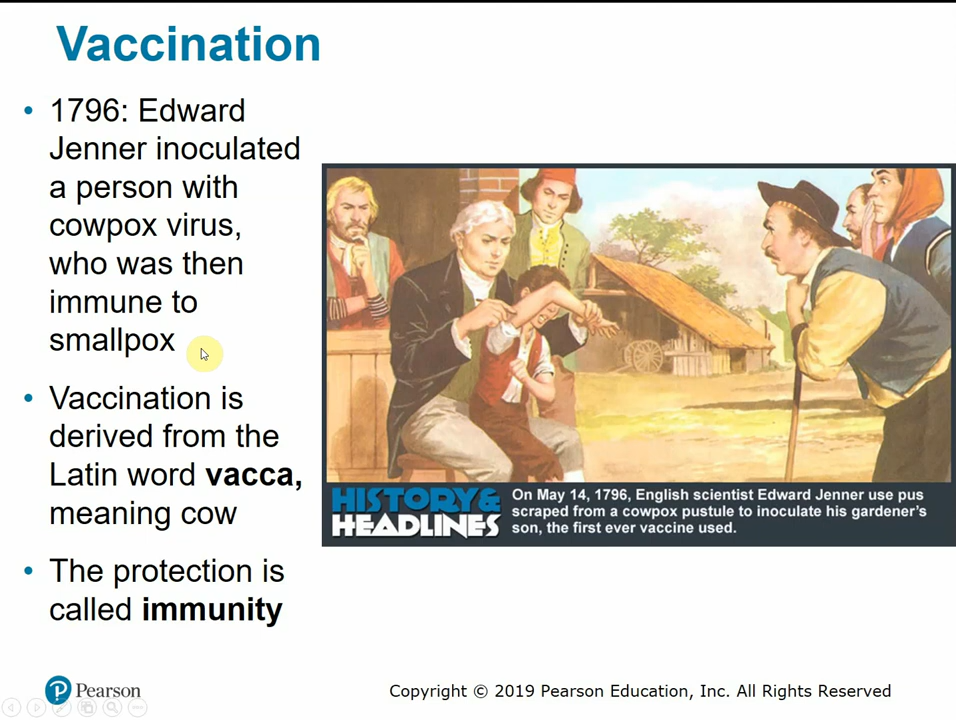 Vaccination
• 1796: Edward
Jenner inoculated
a person with
cowpox virus,
who was then
immune to
smallpox
• Vaccination is
derived from the
Latin word vacca,
meaning cow
• The protection is
called immunity
HISTORY&
HEADLINES
On May 14, 1796, English scientist Edward Jenner use pus
scraped from a cowpox pustule to inoculate his gardener's
son, the first ever vaccine used.
P Pearson
Copyright © 2019 Pearson Education, Inc. All Rights Reserved